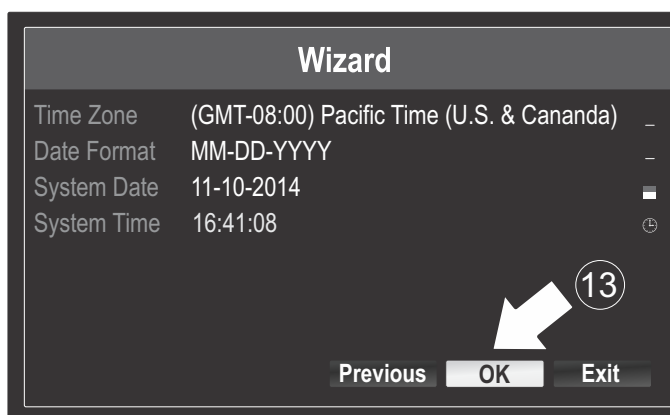 Wizard
Time Zone (GMT-08:00) Pacific Time (U.S. & Cananda)
Date Format MM-DD-YYYY
System Date 11-10-2014
System Time 16:41:08
13
Previous OK Exit